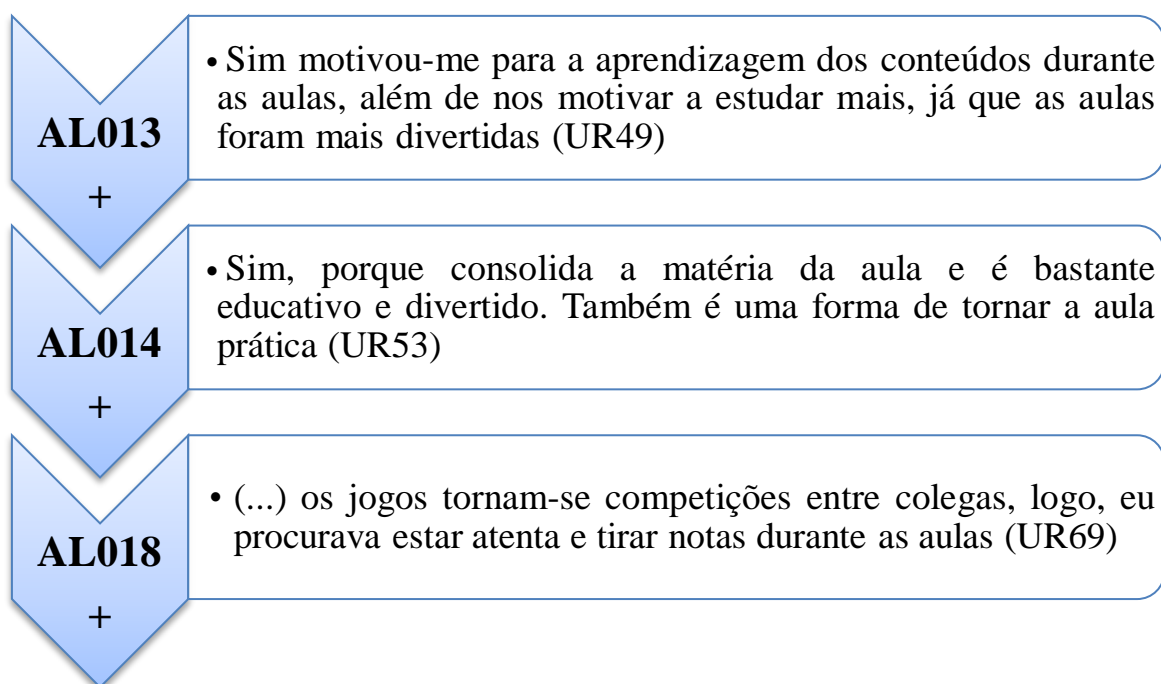 AL013
+
• Sim motivou-me para a aprendizagem dos conteúdos durante
as aulas, além de nos motivar a estudar mais, já que as aulas
foram mais divertidas (UR49)
AL014
+
• Sim, porque consolida a matéria da aula e é bastante
educativo e divertido. Também é uma forma de tornar a aula
prática (UR53)
AL018
+
• (...) os jogos tornam-se competições entre colegas, logo, eu
procurava estar atenta e tirar notas durante as aulas (UR69)